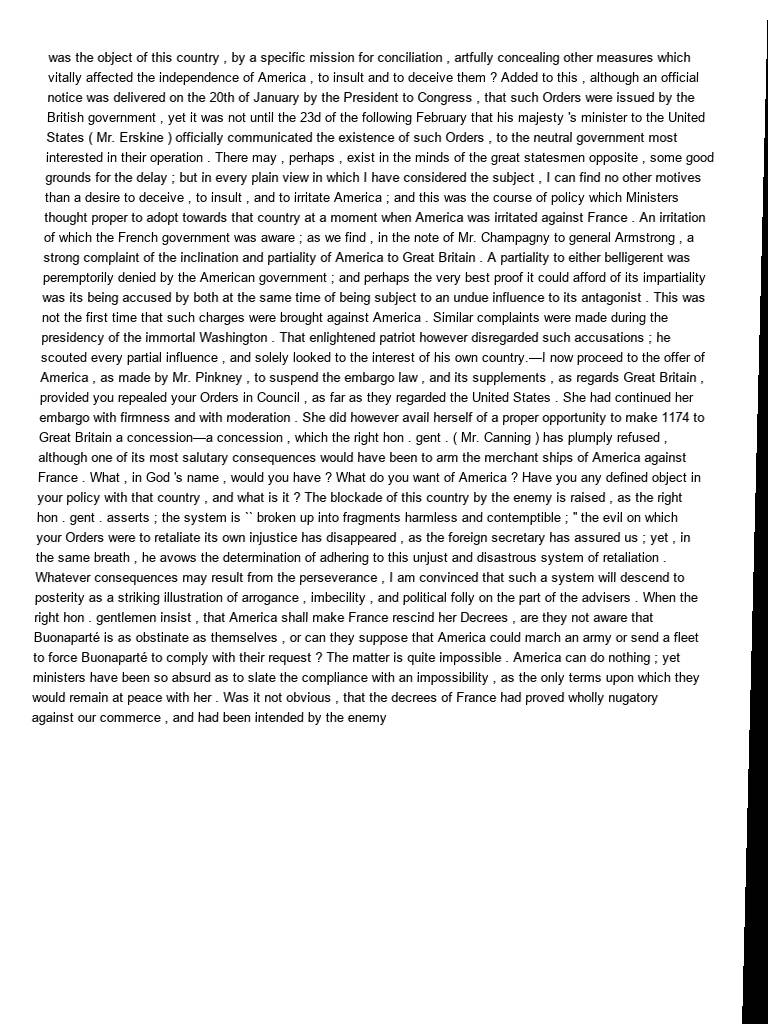 was the object of this country , by a specific mission for conciliation , artfully concealing other measures which
vitally affected the independence of America , to insult and to deceive them ? Added to this , although an official
notice was delivered on the 20th of January by the President to Congress , that such Orders were issued by the
British government , yet it was not until the 23d of the following February that his majesty 's minister to the United
States ( Mr. Erskine ) officially communicated the existence of such Orders , to the neutral government most
interested in their operation . There may , perhaps , exist in the minds of the great statesmen opposite , some good
grounds for the delay ; but in every plain view in which I have considered the subject , I can find no other motives
than a desire to deceive , to insult , and to irritate America ; and this was the course of policy which Ministers
thought proper to adopt towards that country at a moment when America was irritated against France . An irritation
of which the French government was aware ; as we find , in the note of Mr. Champagny to general Armstrong , a
strong complaint of the inclination and partiality of America to Great Britain . A partiality to either belligerent was
peremptorily denied by the American government ; and perhaps the very best proof it could afford of its impartiality
was its being accused by both at the same time of being subject to an undue influence to its antagonist . This was
not the first time that such charges were brought against America . Similar complaints were made during the
presidency of the immortal Washington . That enlightened patriot however disregarded such accusations ; he
scouted every partial influence , and solely looked to the interest of his own country.—I now proceed to the offer of
America , as made by Mr. Pinkney , to suspend the embargo law , and its supplements , as regards Great Britain ,
provided you repealed your Orders in Council , as far as they regarded the United States . She had continued her
embargo with firmness and with moderation . She did however avail herself of a proper opportunity to make 1174 to
Great Britain a concession—a concession , which the right hon . gent . ( Mr. Canning ) has plumply refused ,
although one of its most salutary consequences would have been to arm the merchant ships of America against
France . What , in God 's name , would you have ? What do you want of America ? Have you any defined object in
your policy with that country , and what is it ? The blockade of this country by the enemy is raised , as the right
hon . gent . asserts ; the system is `` broken up into fragments harmless and contemptible ; " the evil on which
your Orders were to retaliate its own injustice has disappeared , as the foreign secretary has assured us ; yet , in
the same breath , he avows the determination of adhering to this unjust and disastrous system of retaliation .
Whatever consequences may result from the perseverance , I am convinced that such a system will descend to
posterity as a striking illustration of arrogance , imbecility , and political folly on the part of the advisers . When the
right hon . gentlemen insist , that America shall make France rescind her Decrees , are they not aware that
Buonaparté is as obstinate as themselves , or can they suppose that America could march an army or send a fleet
to force Buonaparté to comply with their request ? The matter is quite impossible . America can do nothing ; yet
ministers have been so absurd as to slate the compliance with an impossibility , as the only terms upon which they
would remain at peace with her . Was it not obvious , that the decrees of France had proved wholly nugatory
against our commerce , and had been intended by the enemy